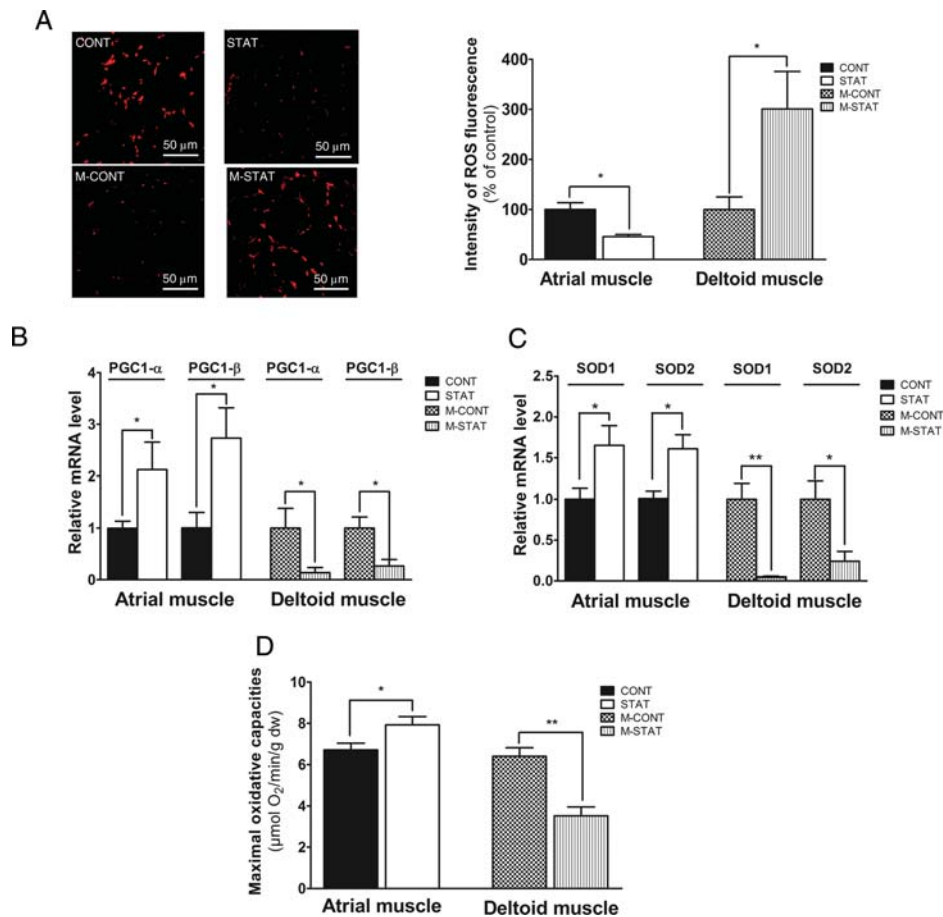 A
CONT
50 µm
STAT
50 µm
M-CONT
50 µm
M-STAT
50 µm
Intensity of ROS fluorescence
(% of control)
400
300
200
100
0
*
*
CONT
STAT
M-CONT
M-STAT
Atrial muscle
Deltoid muscle
B
PGC1-α
PGC1-β
PGC1-α
PGC1-β
Relative mRNA level
4
3
2
1
0
*
*
*
*
CONT
STAT
M-CONT
M-STAT
Atrial muscle
Deltoid muscle
C
SOD1
SOD2
SOD1
SOD2
Relative mRNA level
2.5
2.0
1.5
1.0
0.5
0.0
*
*
**
*
CONT
STAT
M-CONT
M-STAT
Atrial muscle
Deltoid muscle
D
Maximal oxidative capacities
(µmol O₂/min/g dw)
10
8
6
4
2
0
*
**
CONT
STAT
M-CONT
M-STAT
Atrial muscle
Deltoid muscle